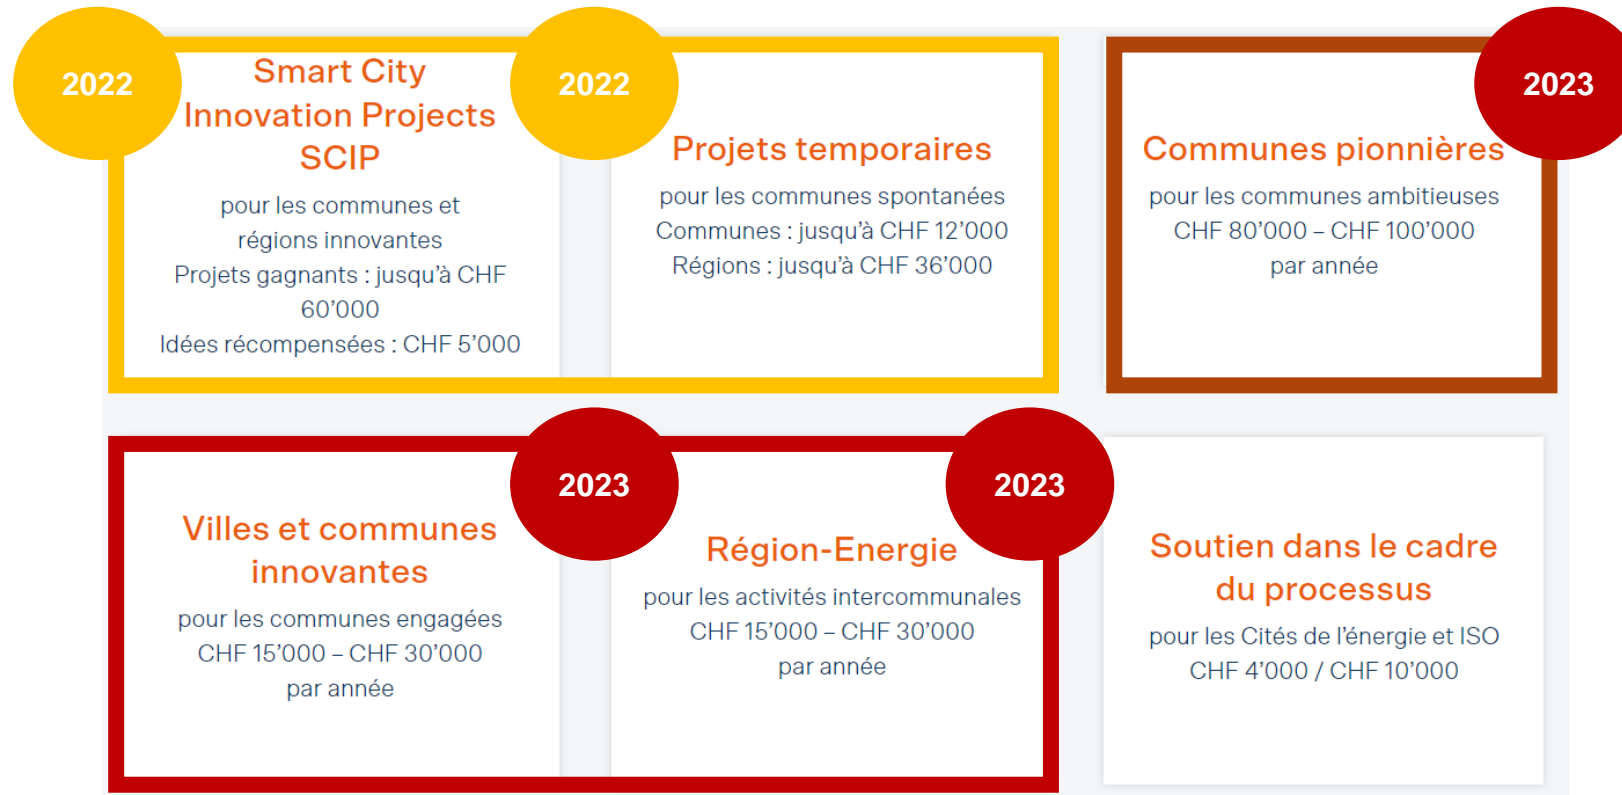 2022
Smart City
Innovation Projects
SCIP
pour les communes et
régions innovantes
Projets gagnants : jusqu’à CHF
60’000
Idées récompensées : CHF 5’000
2022
Projets temporaires
pour les communes spontanées
Communes : jusqu’à CHF 12’000
Régions : jusqu’à CHF 36’000
2023
Communes pionnières
pour les communes ambitieuses
CHF 80’000 – CHF 100’000
par année
2023
Villes et communes
innovantes
pour les communes engagées
CHF 15’000 – CHF 30’000
par année
2023
Région-Energie
pour les activités intercommunales
CHF 15’000 – CHF 30’000
par année
Soutien dans le cadre
du processus
pour les Cités de l’énergie et ISO
CHF 4’000 / CHF 10’000